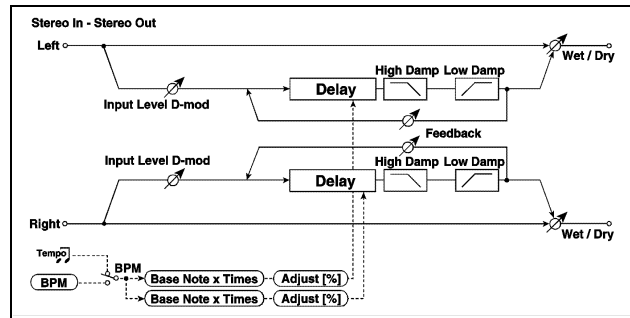 Stereo In - Stereo Out
Left
Wet / Dry
High Damp Low Damp
Delay
Input Level D-mod
Feedback
Input Level D-mod
High Damp Low Damp
Delay
Right
Wet / Dry
Tempo
BPM
BPM
Base Note x Times Adjust [%]
Base Note x Times Adjust [%]